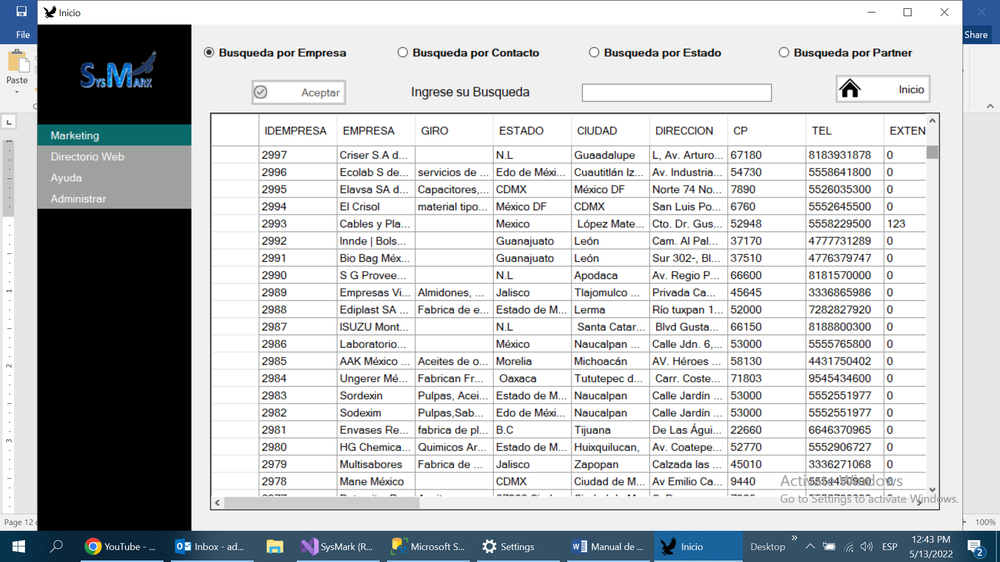 Inicio
File
Share
Paste
SYSMARK
Busqueda por Empresa Busqueda por Contacto Busqueda por Estado Busqueda por Partner
Aceptar Ingrese su Busqueda Inicio
Marketing
Directorio Web
Ayuda
Administrar
IDEMPRESA EMPRESA GIRO ESTADO CIUDAD DIRECCION CP TEL EXTEN
2997 Criser S.A d... N.L Guaadalupe L, Av. Arturo... 67180 8183931878 0
2996 Ecolab S de... servicios de ... Edo de Méxi... Cuautitlán Iz... Av. Industria... 54730 5558641800 0
2995 Elavsa SA d... Capacitores,... CDMX México DF Norte 74 No... 7890 5526035300 0
2994 El Crisol material tipo... México DF CDMX San Luis Po... 6760 5552645500 0
2993 Cables y Pla... Mexico López Mate... Cto. Dr. Gus... 52948 5558229500 123
2992 Innde | Bols... Guanajuato León Cam. Al Pal... 37170 4777731289 0
2991 Bio Bag Méx... Guanajuato León Sur 302-, Bl... 37510 4776379747 0
2990 S G Provee... N.L Apodaca Av. Regio P... 66600 8181570000 0
2989 Empresas Vi... Almidones, ... Jalisco Tlajomulco ... Privada Ca... 45645 3336865986 0
2988 Ediplast SA ... Fabrica de e... Estado de M... Lerma Río tuxpan 1... 52000 7282827920 0
2987 ISUZU Mont... N.L Santa Catar... Blvd Gusta... 66150 8188800300 0
2986 Laboratorio... México Naucalpan ... Calle Jdn. 6,... 53000 5555765800 0
2985 AAK México ... Aceites de o... Morelia Michoacán AV. Héroes ... 58130 4431750402 0
2984 Ungerer Mé... Fabrican Fr... Oaxaca Tututepec d... Carr. Coste... 71803 9545434600 0
2983 Sordexin Pulpas, Acei... Estado de M... Naucalpan Calle Jardín ... 53000 5552551977 0
2982 Sodexim Pulpas,Sab... Edo de Méxi... Naucalpan Calle Jardín ... 53000 5552551977 0
2981 Envases Re... fabrica de pl... B.C Tijuana De Las Águi... 22660 6646370965 0
2980 HG Chemica... Quimicos Ar... Estado de M... Huixquilucan, Av. Coatepe... 52770 5552906727 0
2979 Multisabores Fabrica de ... Jalisco Zapopan Calzada las ... 45010 3336271068 0
2978 Mane México CDMX Ciudad de M... Av Emilio Ca... 9440 5554450990 0
Activate Windows
Go to Settings to activate Windows.
Page 12
100%
YouTube - ... Inbox - ad... SysMark (R... Microsoft S... Settings Manual de ... Inicio Desktop ESP 12:43 PM
5/13/2022
2